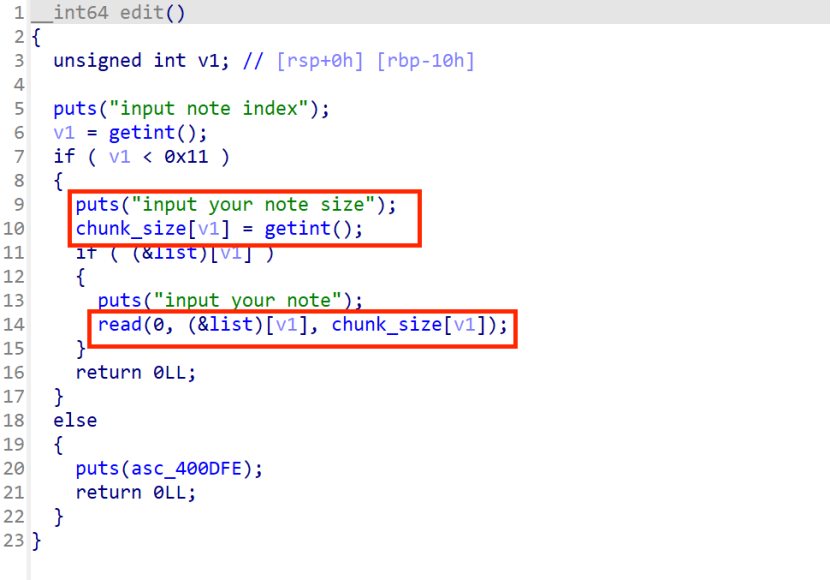 1 __int64 edit()
2 {
3 unsigned int v1; // [rsp+0h] [rbp-10h]
4
5 puts("input note index");
6 v1 = getint();
7 if ( v1 < 0x11 )
8 {
9 puts("input your note size");
10 chunk_size[v1] = getint();
11 if ( (&list)[v1] )
12 {
13 puts("input your note");
14 read(0, (&list)[v1], chunk_size[v1]);
15 }
16 return 0LL;
17 }
18 else
19 {
20 puts(asc_400DFE);
21 return 0LL;
22 }
23 }